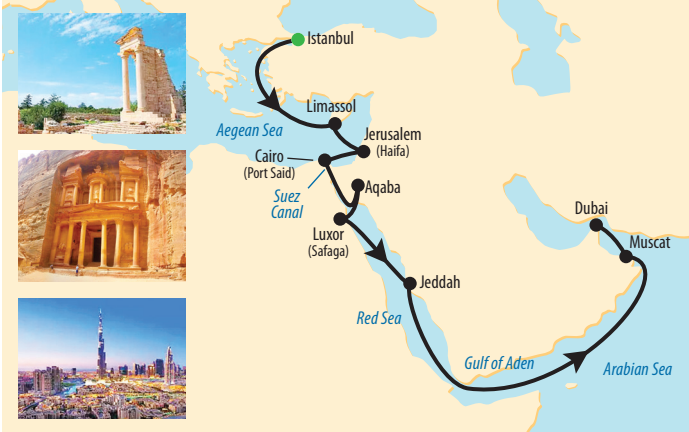 Istanbul
Limassol
Aegean Sea
Jerusalem
(Haifa)
Cairo
(Port Said)
Aqaba
Suez
Canal
Dubai
Luxor
(Safaga)
Muscat
Jeddah
Red Sea
Gulf of Aden
Arabian Sea